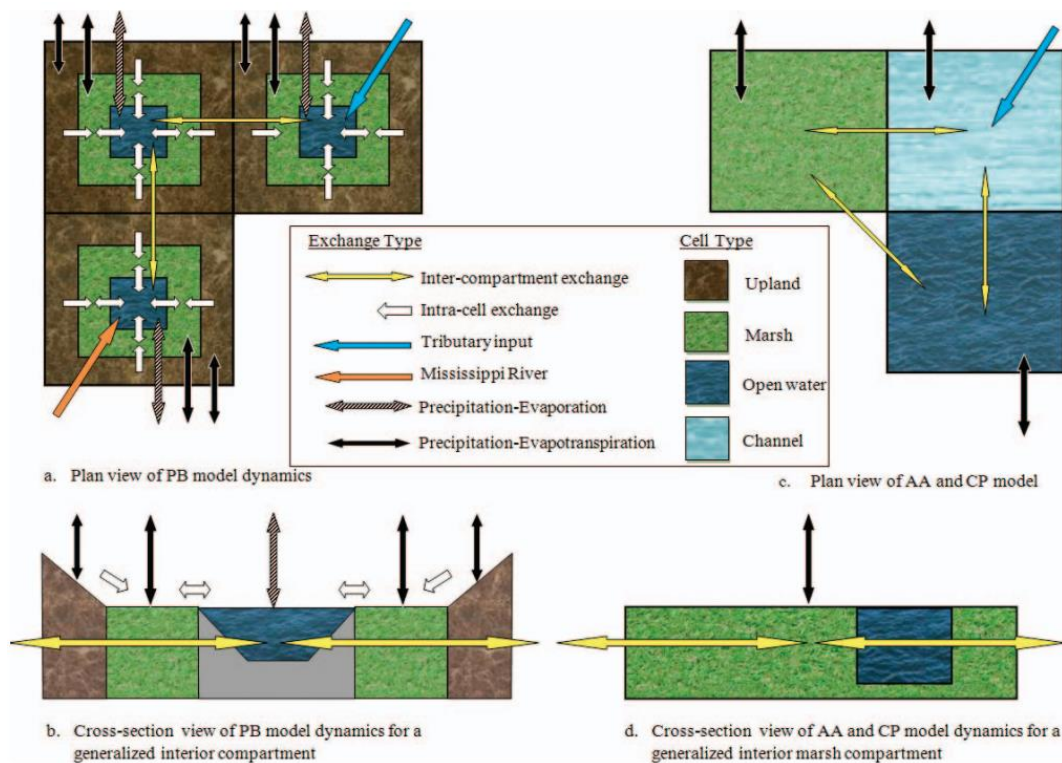 Exchange Type
Cell Type
Inter-compartment exchange
Intra-cell exchange
Tributary input
Mississippi River
Precipitation-Evaporation
Precipitation-Evapotranspiration
Upland
Marsh
Open water
Channel
a. Plan view of PB model dynamics
c. Plan view of AA and CP model
b. Cross-section view of PB model dynamics for a
generalized interior compartment
d. Cross-section view of AA and CP model dynamics for a
generalized interior marsh compartment